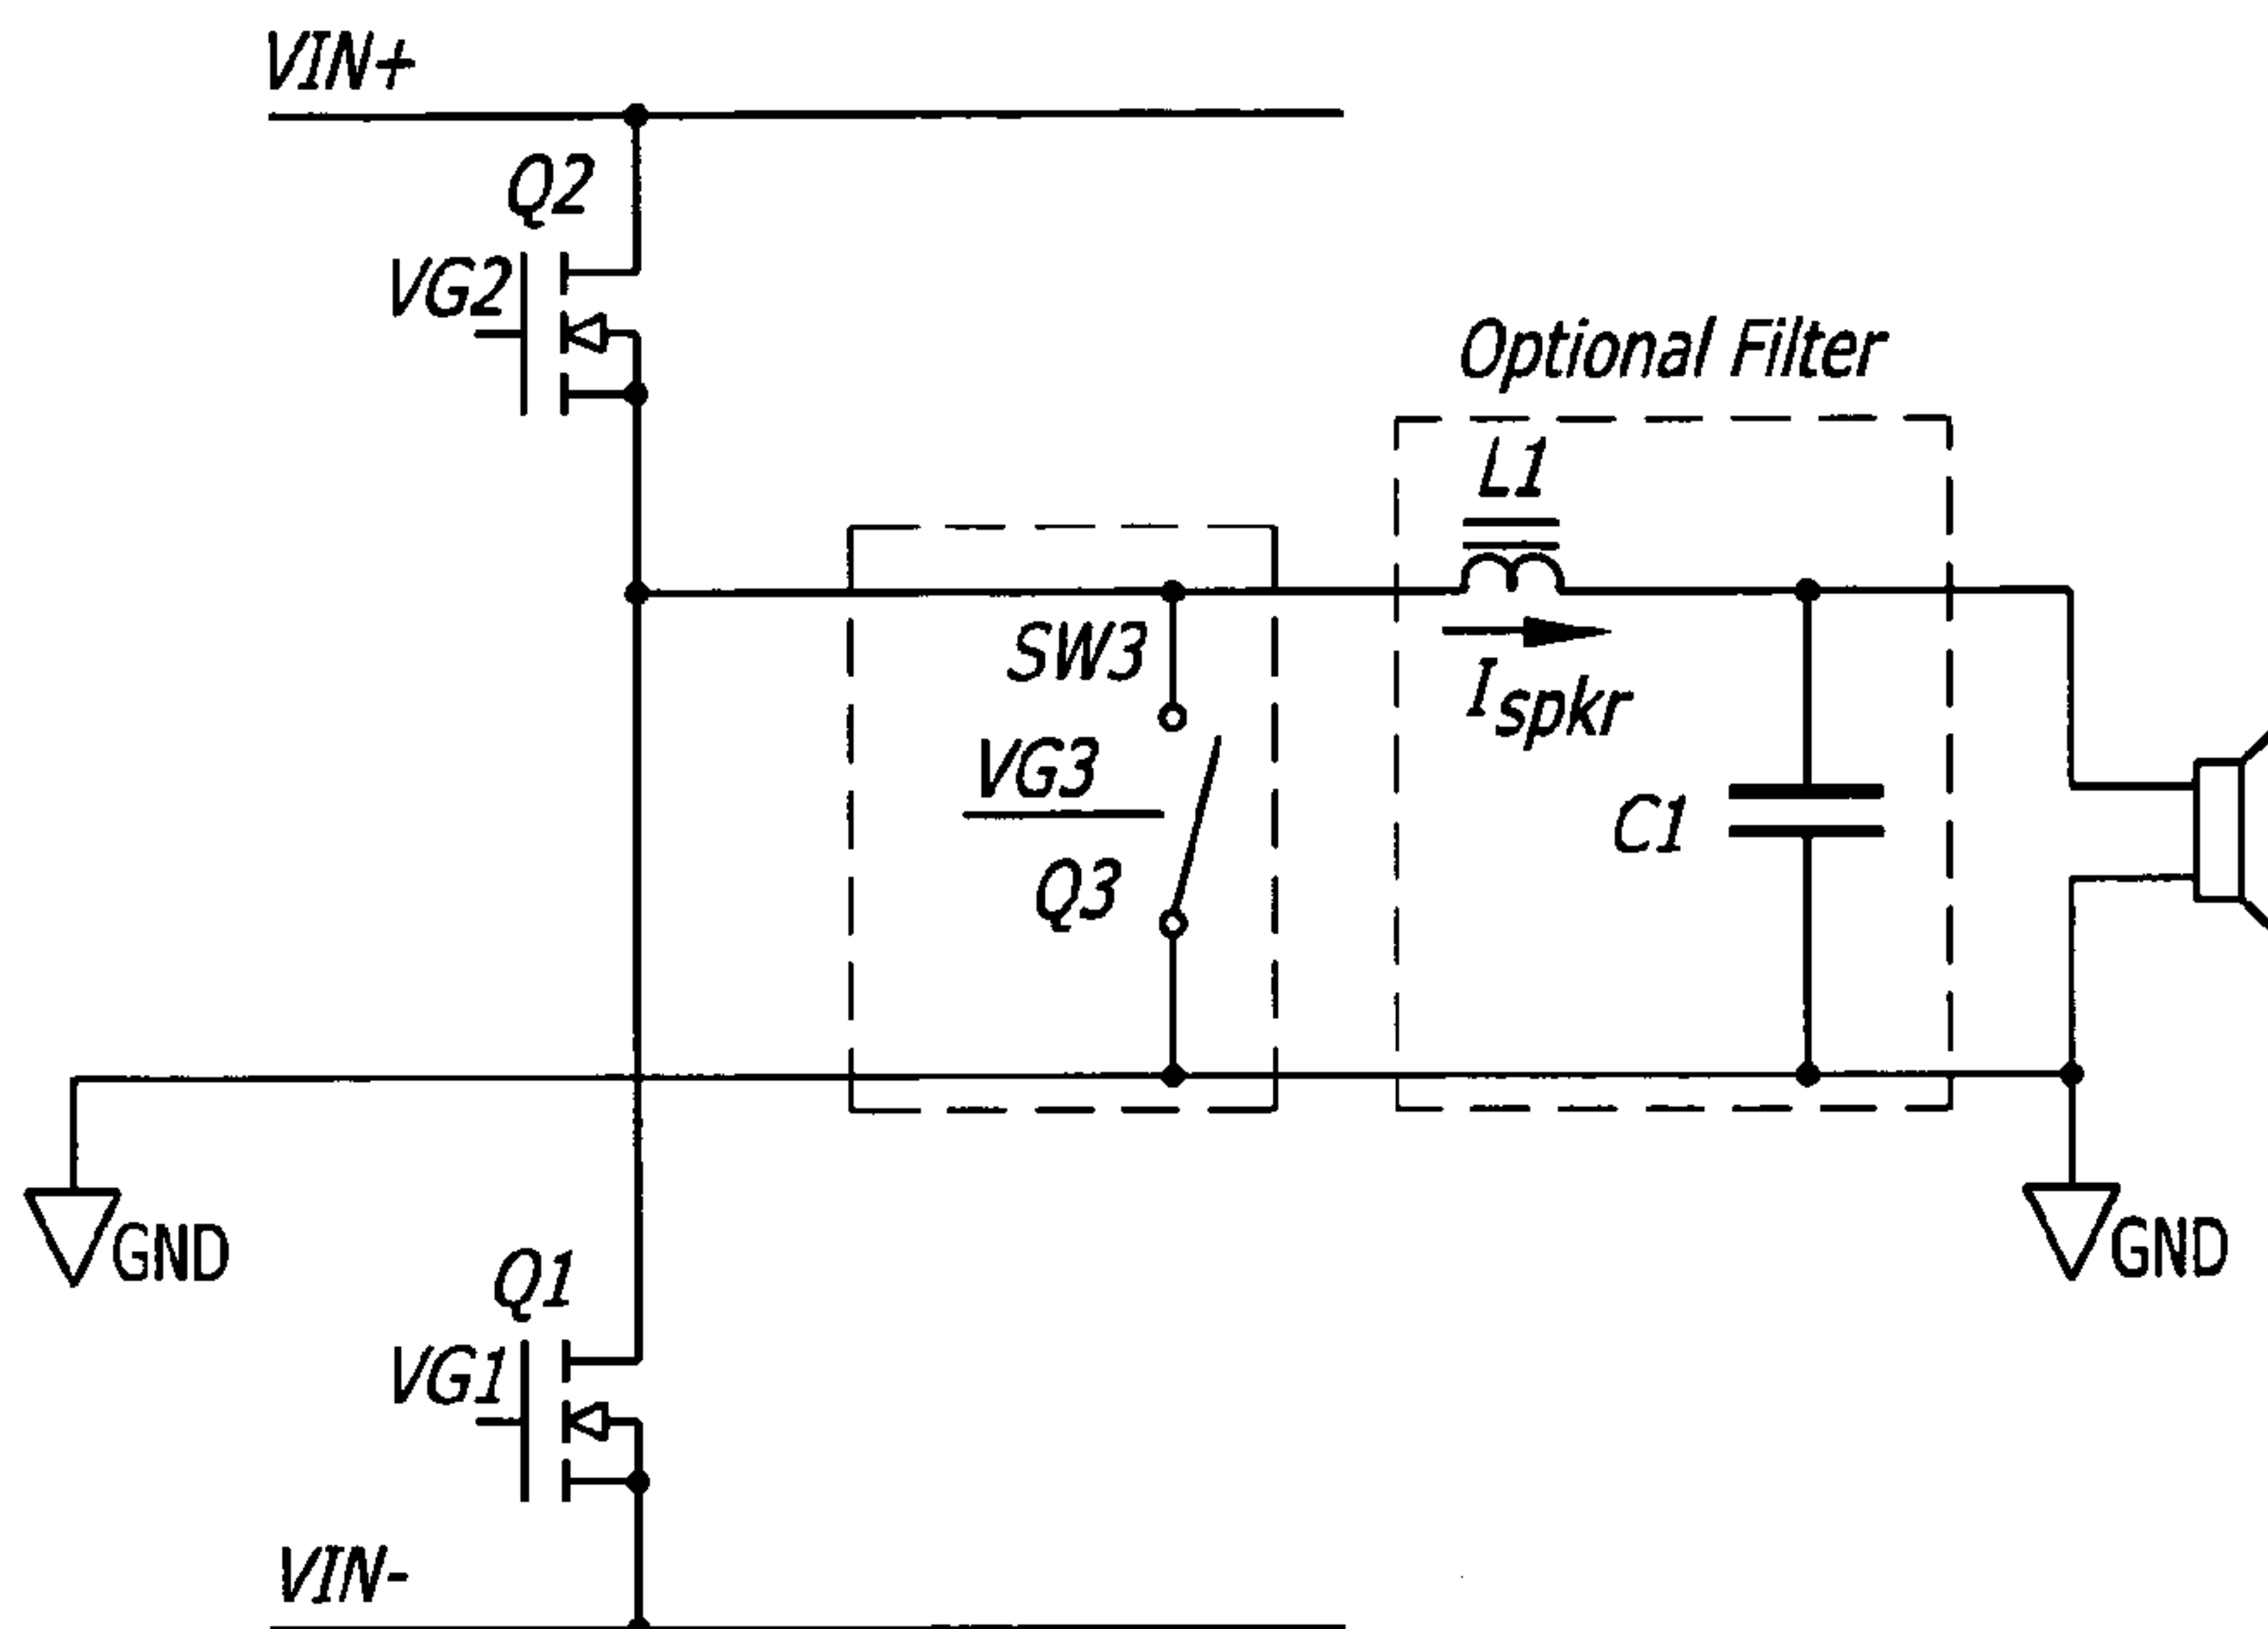 VIN+
Q2
VG2
Optional Filter
L1
SW3
Ispkr
VG3
C1
Q3
GND
GND
Q1
VG1
VIN-